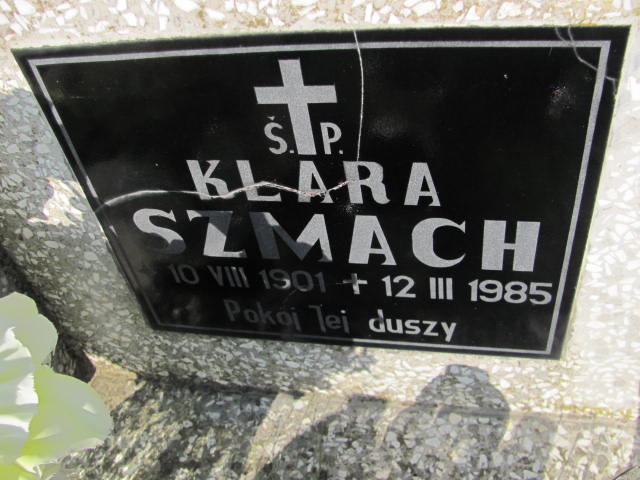 Š. P.
KLARA
SZMACH
10 VIII 1901 + 12 III 1985
Pokój Jej duszy